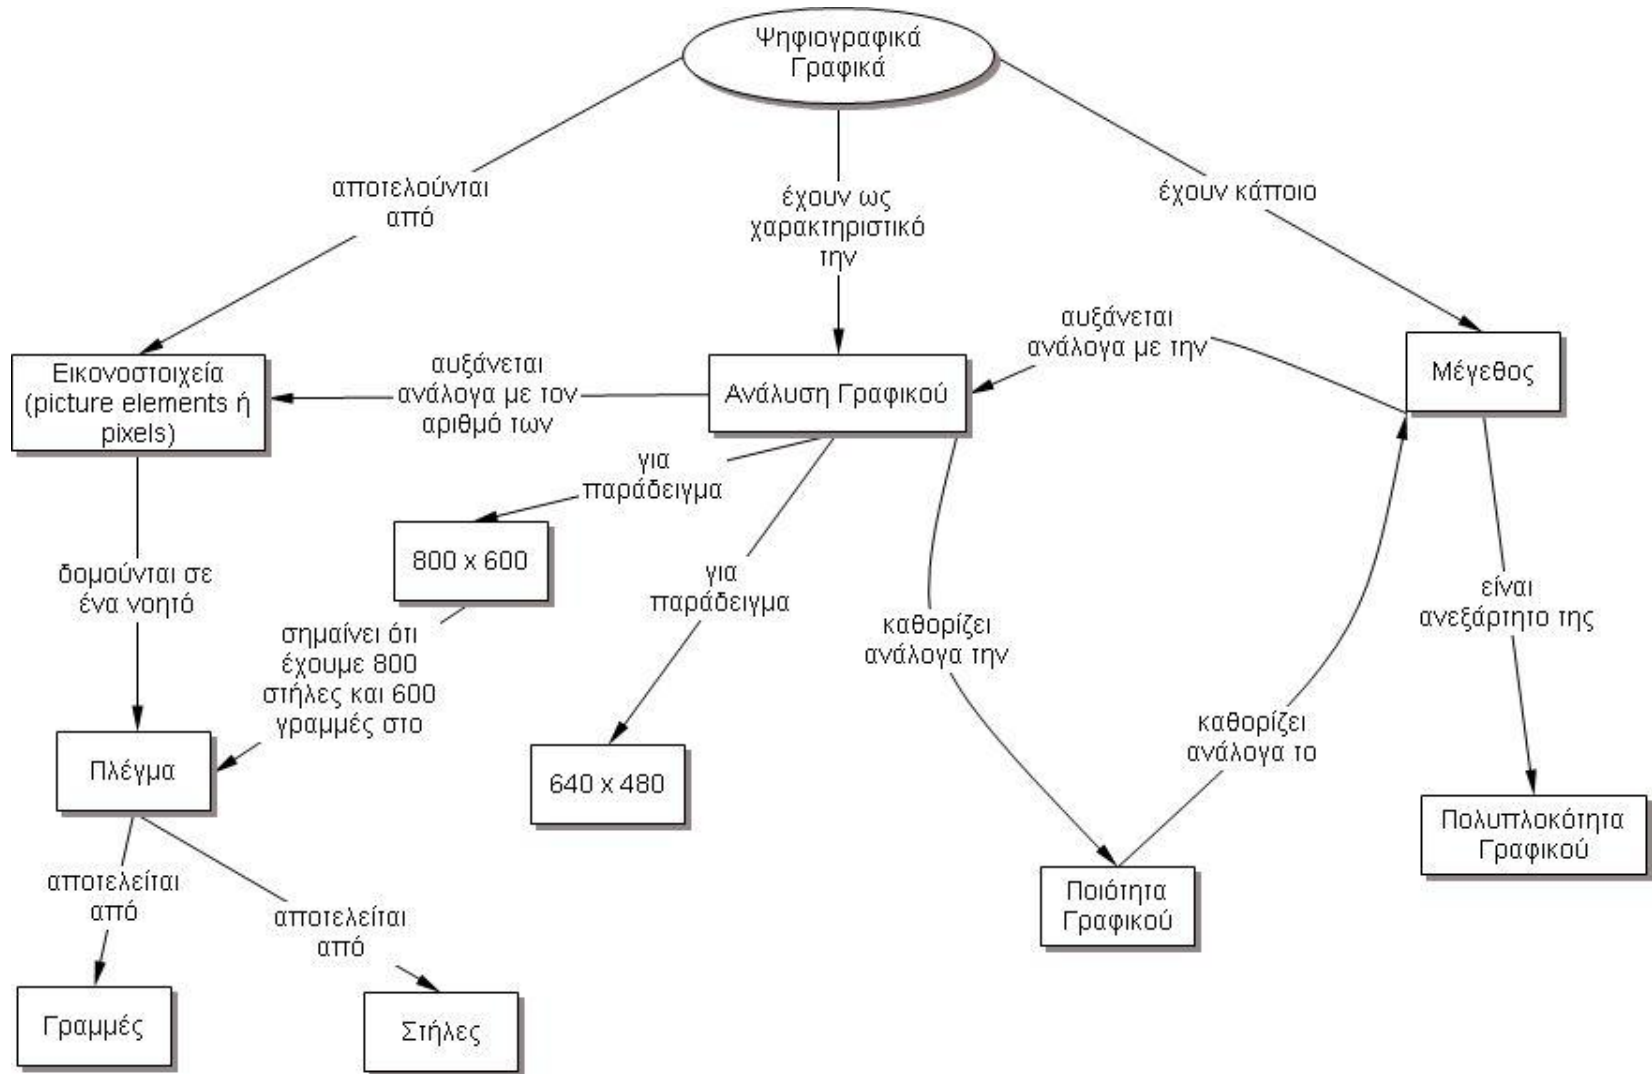 Ψηφιογραφικά
Γραφικά
αποτελούνται
από
έχουν ως
χαρακτηριστικό
την
έχουν κάποιο
Εικονοστοιχεία
(picture elements ή
pixels)
αυξάνεται
ανάλογα με τον
αριθμό των
Ανάλυση Γραφικού
αυξάνεται
ανάλογα με την
Μέγεθος
για
παράδειγμα
800 x 600
δομούνται σε
ένα νοητό
σημαίνει ότι
έχουμε 800
στήλες και 600
γραμμές στο
για
παράδειγμα
καθορίζει
ανάλογα την
είναι
ανεξάρτητο της
Πλέγμα
640 x 480
καθορίζει
ανάλογα το
Πολυπλοκότητα
Γραφικού
αποτελείται
από
αποτελείται
από
Ποιότητα
Γραφικού
Γραμμές
Στήλες